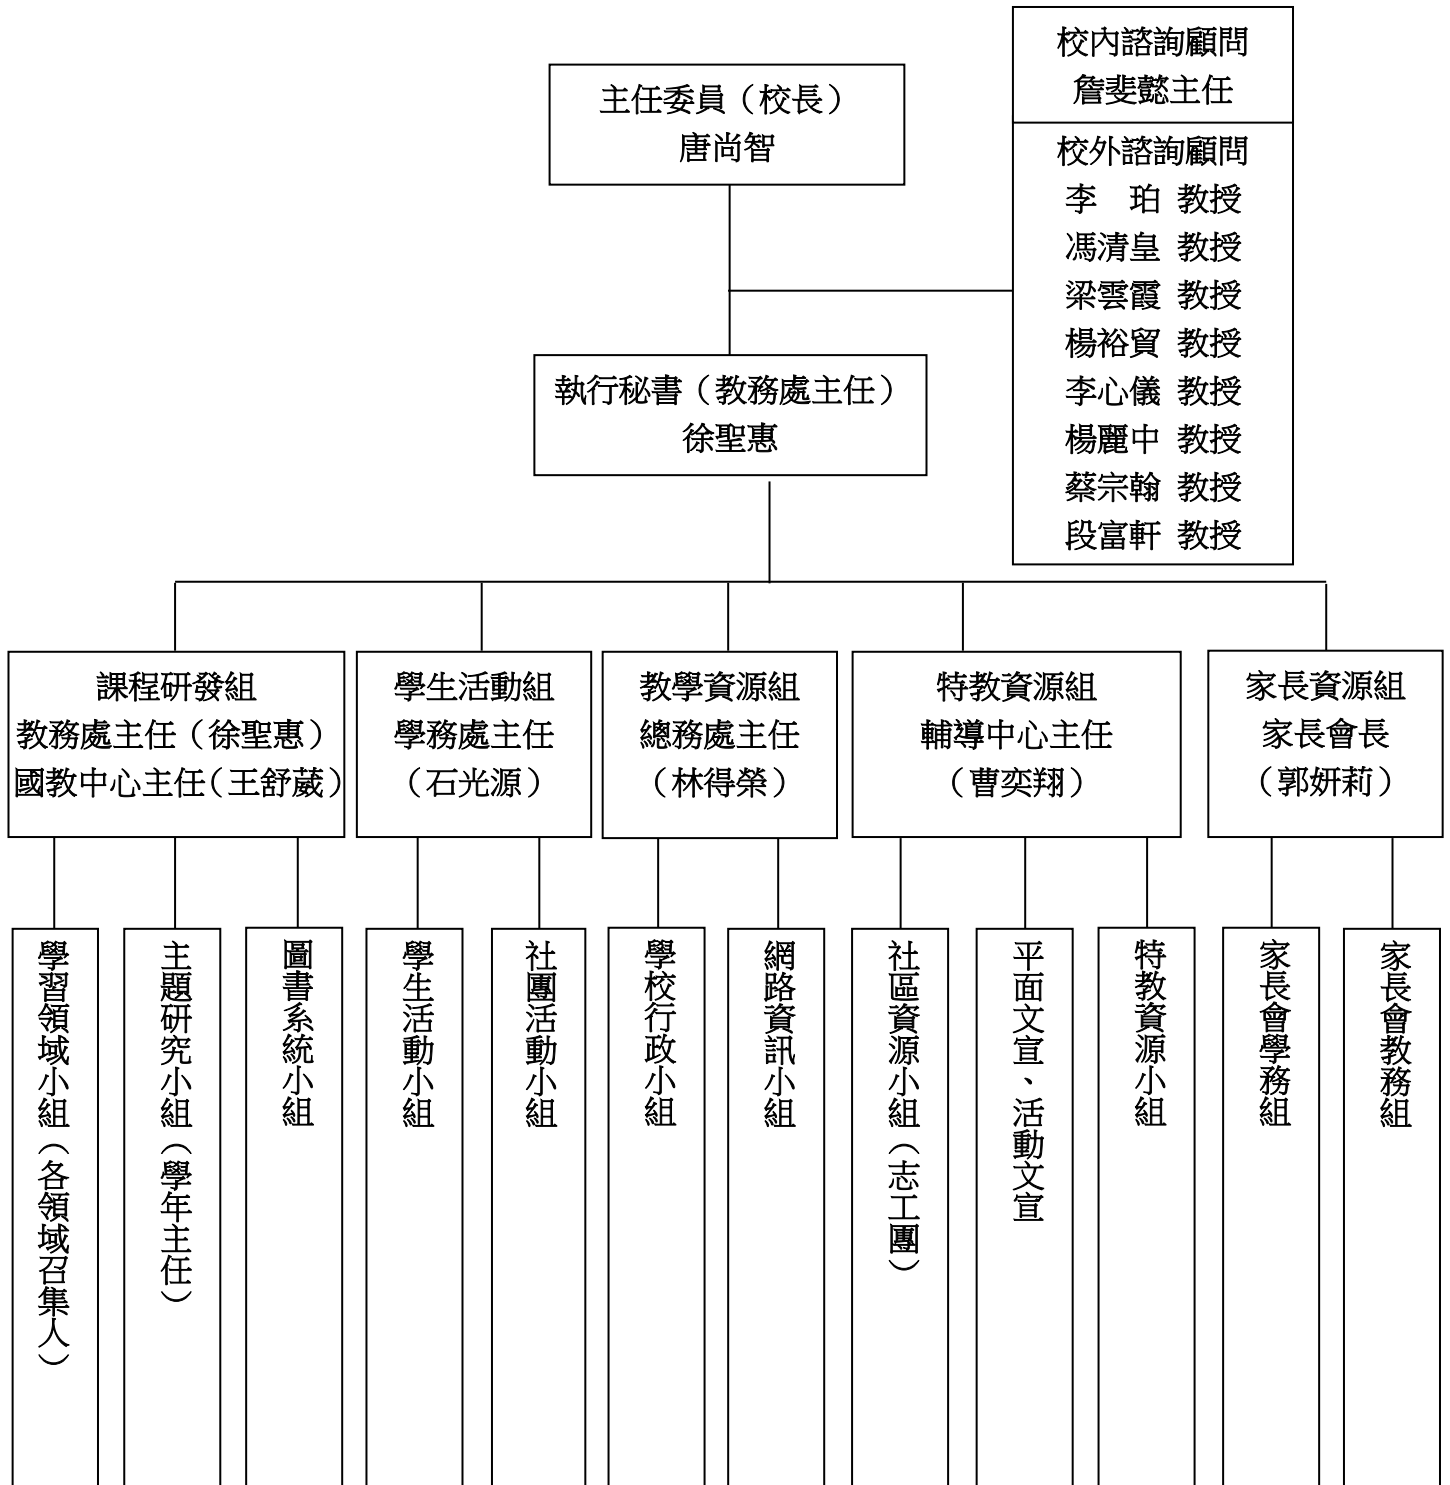 主任委員（校長）
唐尚智
校內諮詢顧問
詹斐懿主任
校外諮詢顧問
李　珀 教授
馮清皇 教授
梁雲霞 教授
楊裕貿 教授
李心儀 教授
楊麗中 教授
蔡宗翰 教授
段富軒 教授
執行秘書（教務處主任）
徐聖惠
課程研發組
教務處主任（徐聖惠）
國教中心主任（王舒葳）
學生活動組
學務處主任
（石光源）
教學資源組
總務處主任
（林得榮）
特教資源組
輔導中心主任
（曹奕翔）
家長資源組
家長會長
（郭妍莉）
學習領域小組（各領域召集人）
主題研究小組（學年主任）
圖書系統小組
學生活動小組
社團活動小組
學校行政小組
網路資訊小組
社區資源小組（志工團）
平面文宣、活動文宣
特教資源小組
家長會學務組
家長會教務組